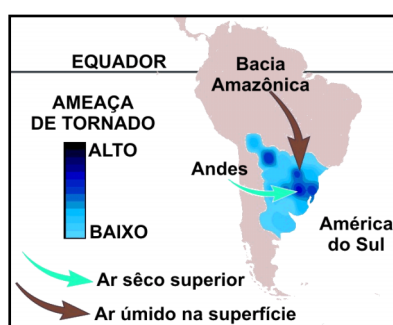 EQUADOR
Bacia
Amazônica
AMEAÇA
DE TORNADO
ALTO
BAIXO
Andes
América
do Sul
Ar sêco superior
Ar úmido na superfície